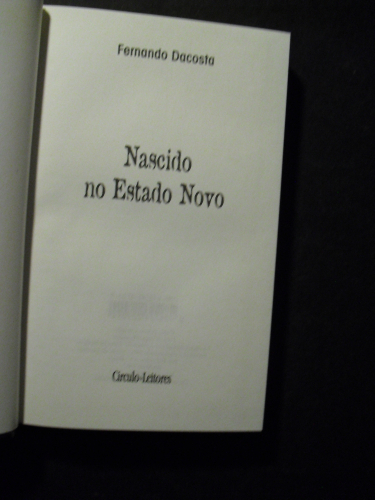 Fernando Dacosta
Nascido
no Estado Novo
Círculo-Leitores